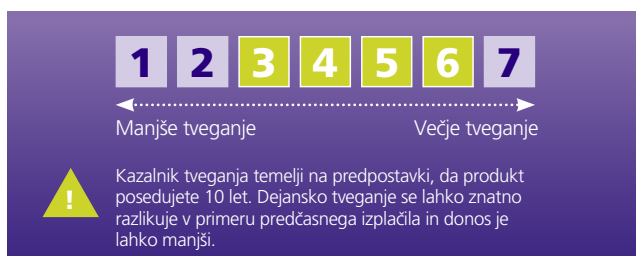 1 2 3 4 5 6 7
Manjše tveganje Večje tveganje
Kazalnik tveganja temelji na predpostavki, da produkt
posedujete 10 let. Dejansko tveganje se lahko znatno
razlikuje v primeru predčasnega izplačila in donos je
lahko manjši.
!